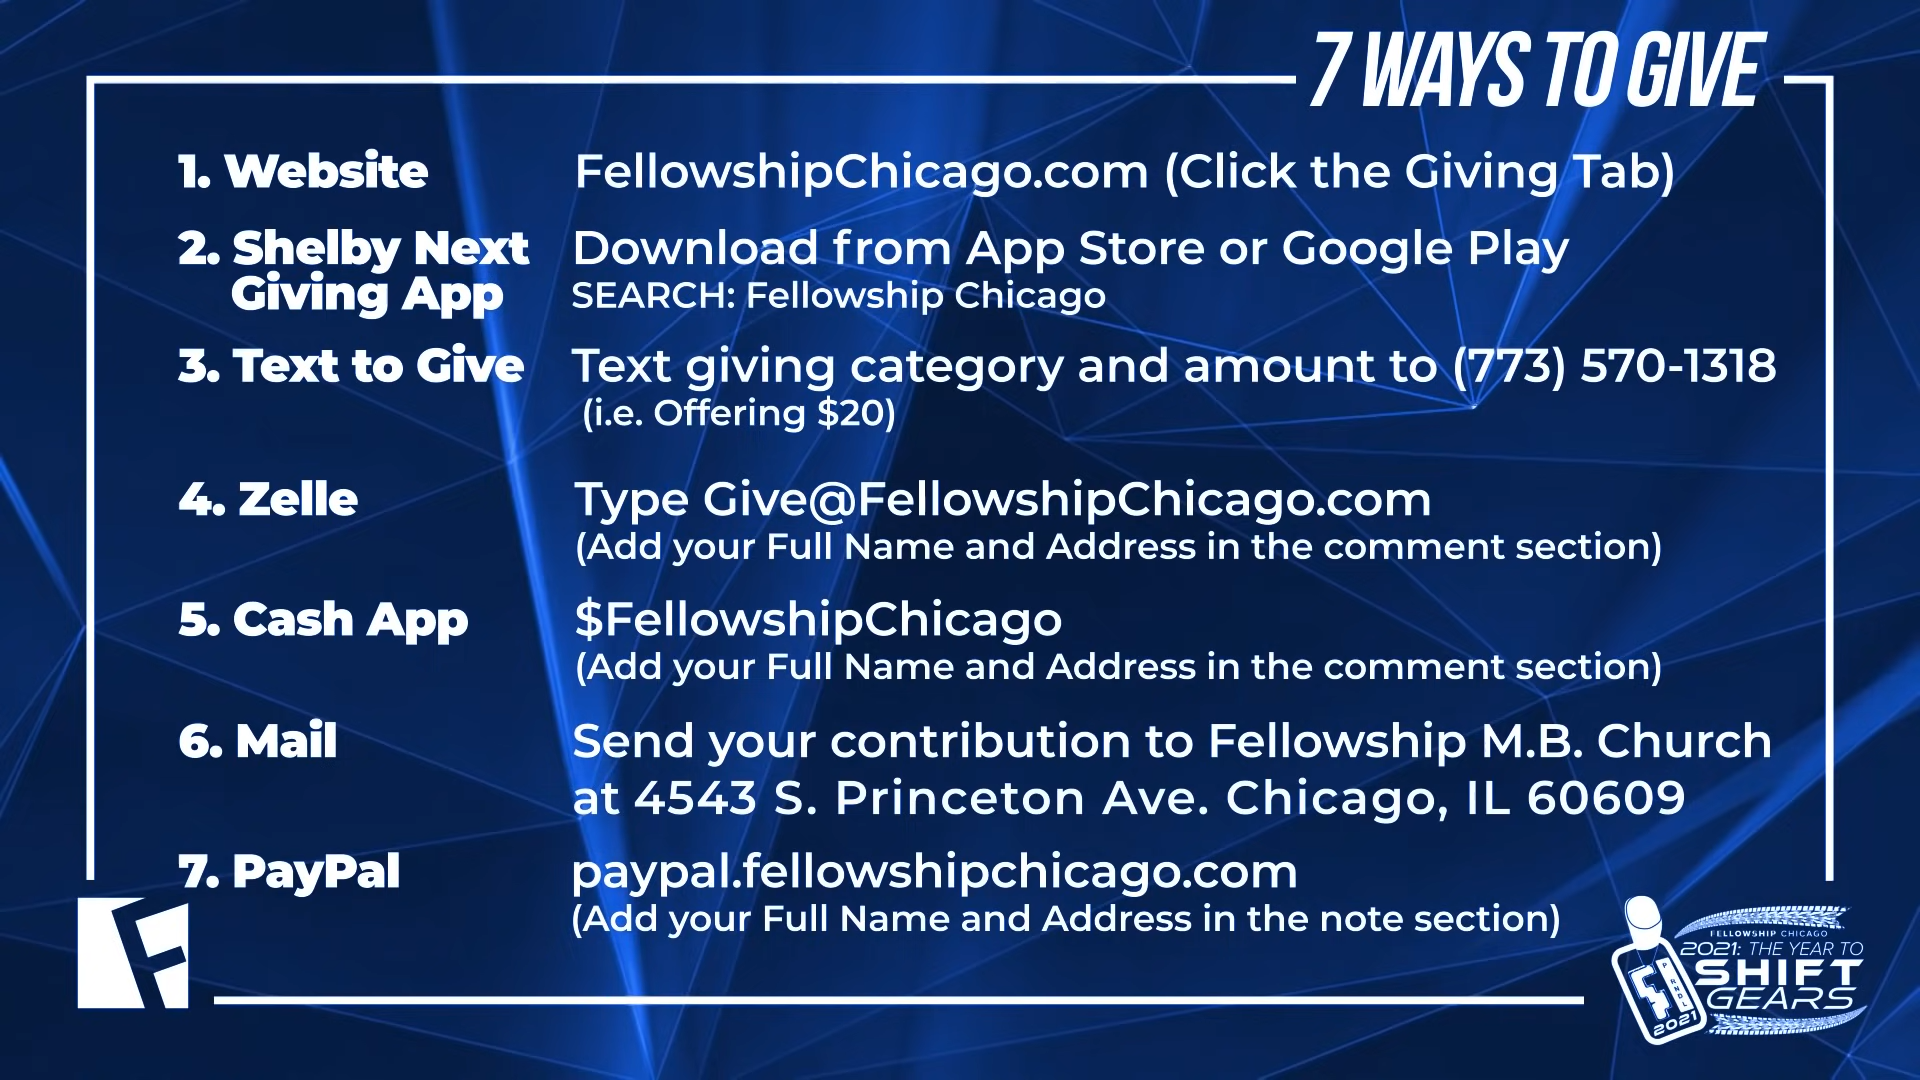 7 WAYS TO GIVE
1. Website FellowshipChicago.com (Click the Giving Tab)
2. Shelby Next Download from App Store or Google Play
Giving App SEARCH: Fellowship Chicago
3. Text to Give Text giving category and amount to (773) 570-1318
(i.e. Offering $20)
4. Zelle Type Give@FellowshipChicago.com
(Add your Full Name and Address in the comment section)
5. Cash App $FellowshipChicago
(Add your Full Name and Address in the comment section)
6. Mail Send your contribution to Fellowship M.B. Church
at 4543 S. Princeton Ave. Chicago, IL 60609
7. PayPal paypal.fellowshipchicago.com
(Add your Full Name and Address in the note section)
F
FELLOWSHIP CHICAGO
2021: THE YEAR TO
SHIFT
GEARS
F
P
R
N
D
L
2021